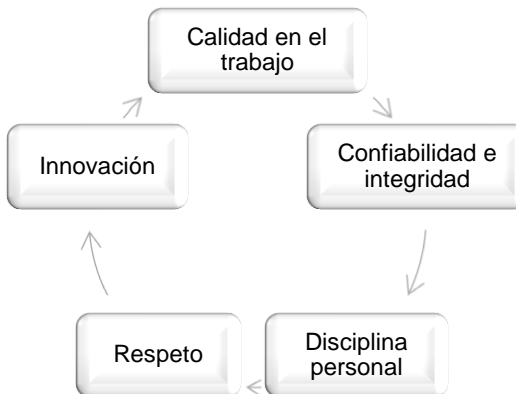 Calidad en el
trabajo
Confiabilidad e
integridad
Disciplina
personal
Respeto
Innovación